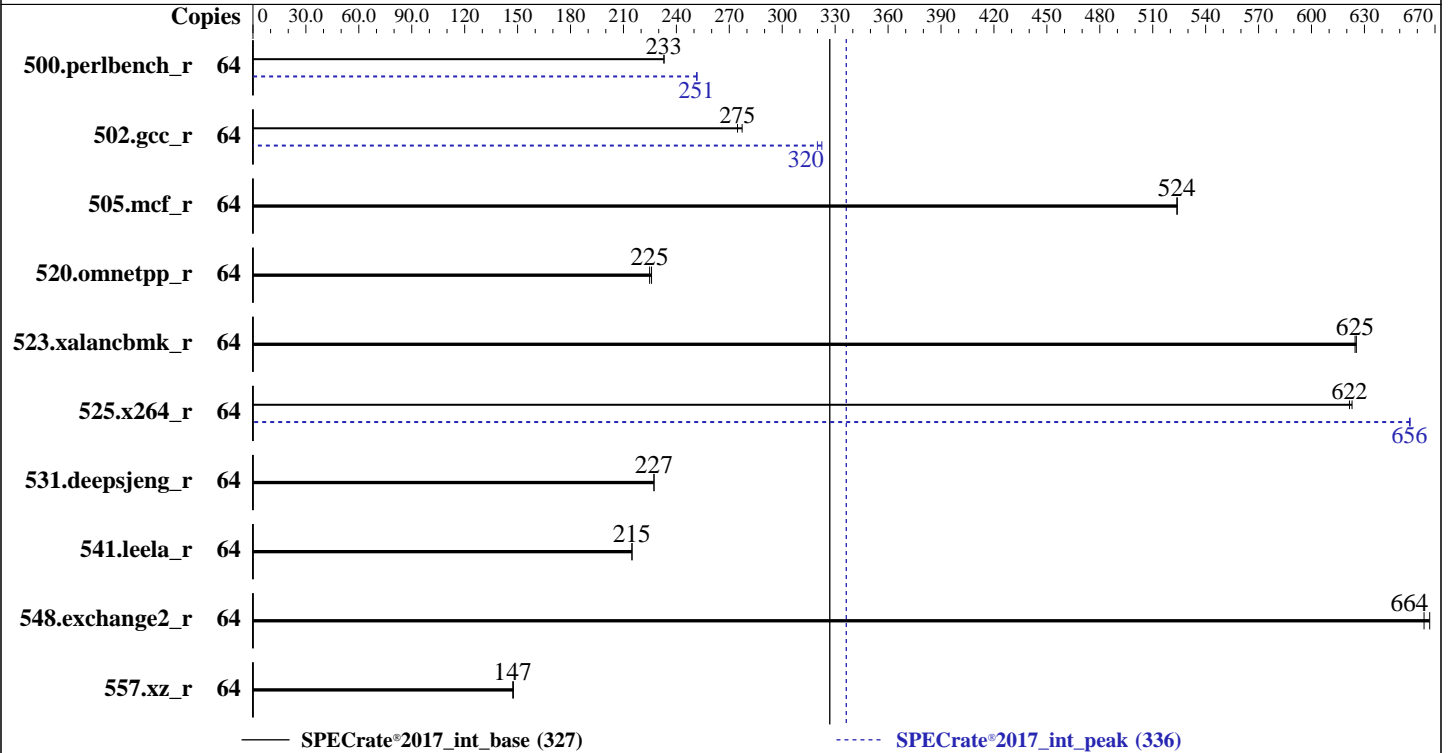 Copies 0 30.0 60.0 90.0 120 150 180 210 240 270 300 330 360 390 420 450 480 510 540 570 600 630 670
233
500.perlbench_r 64
251
275
502.gcc_r 64
320
524
505.mcf_r 64
225
520.omnetpp_r 64
625
523.xalancbmk_r 64
622
525.x264_r 64
656
227
531.deepsjeng_r 64
215
541.leela_r 64
664
548.exchange2_r 64
147
557.xz_r 64
SPECrate®2017_int_base (327) SPECrate®2017_int_peak (336)